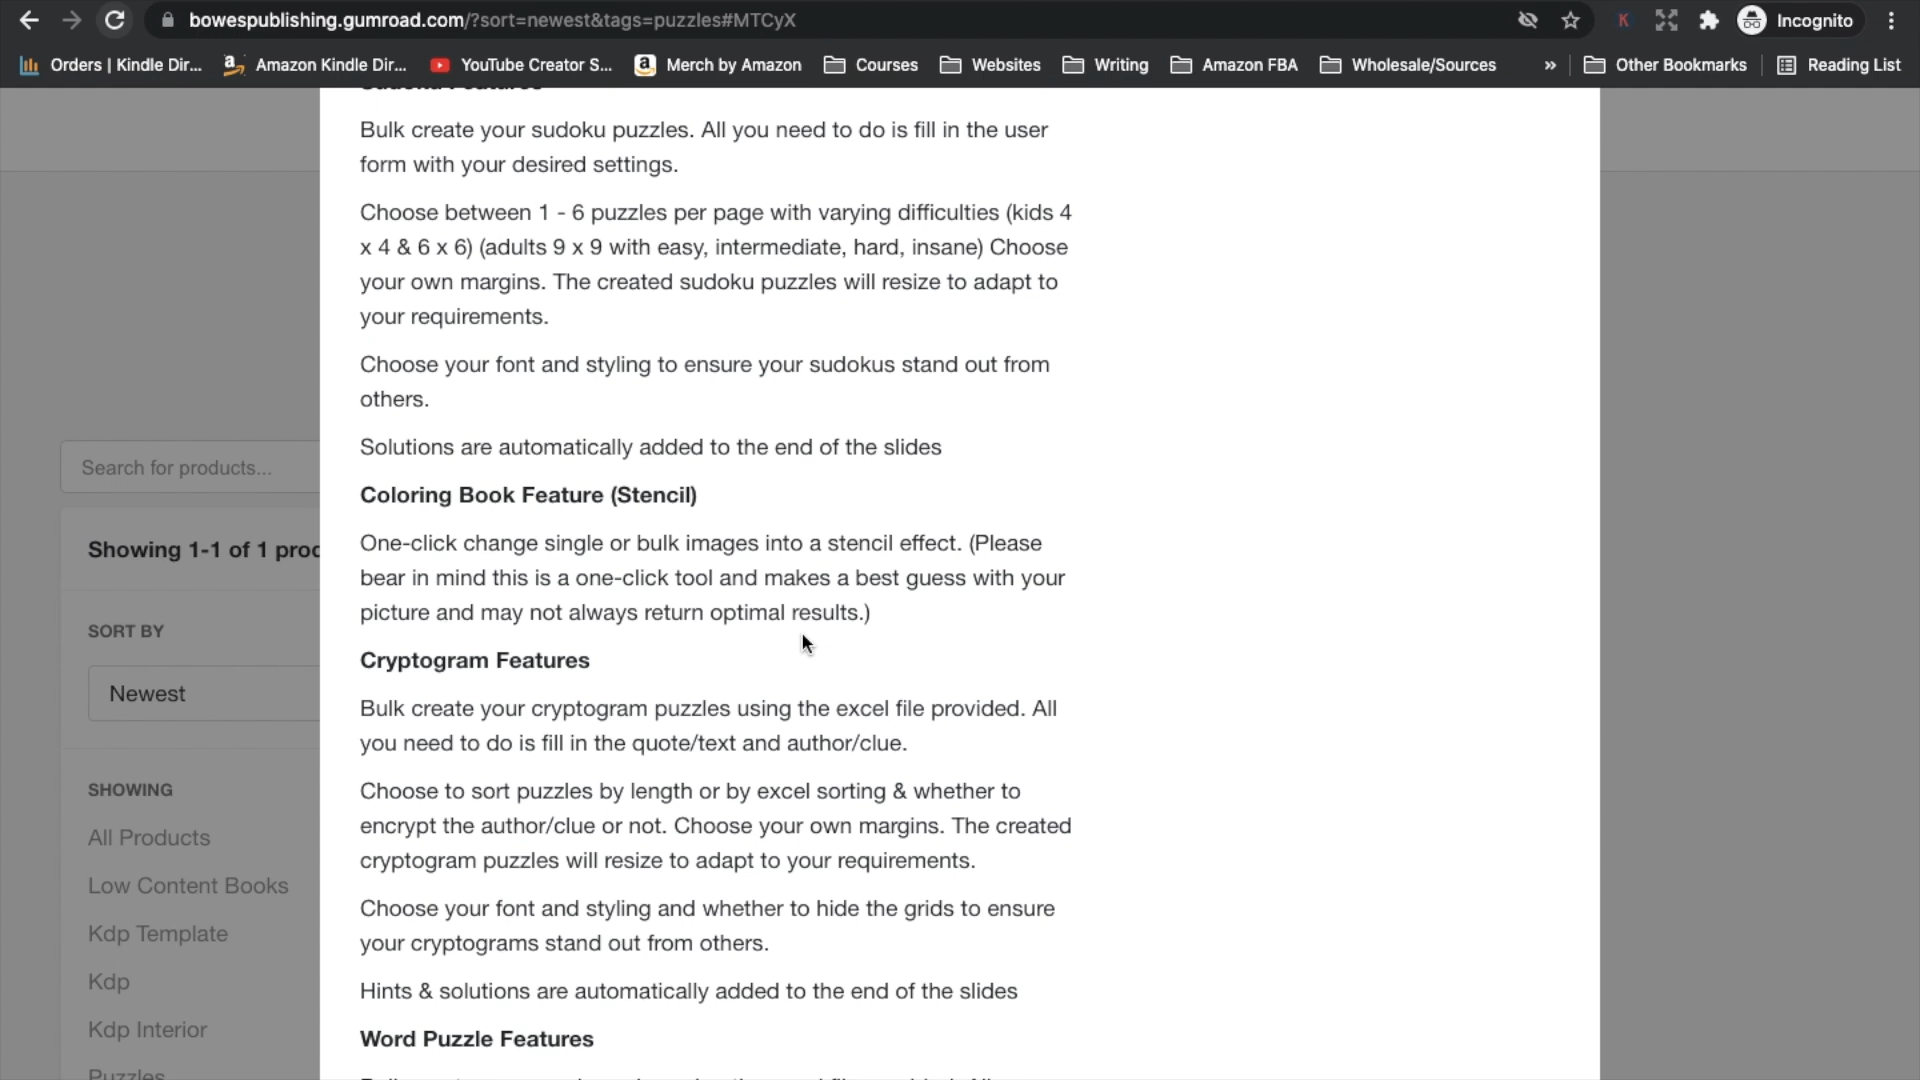 bowespublishing.gumroad.com/?sort=newest&tags=puzzles#MTCyX
K
Incognito
Orders | Kindle Dir...
Amazon Kindle Dir...
YouTube Creator S...
Merch by Amazon
Courses
Websites
Writing
Amazon FBA
Wholesale/Sources
»
Other Bookmarks
Reading List
Bulk create your sudoku puzzles. All you need to do is fill in the user
form with your desired settings.
Choose between 1 - 6 puzzles per page with varying difficulties (kids 4
x 4 & 6 x 6) (adults 9 x 9 with easy, intermediate, hard, insane) Choose
your own margins. The created sudoku puzzles will resize to adapt to
your requirements.
Choose your font and styling to ensure your sudokus stand out from
others.
Solutions are automatically added to the end of the slides
Coloring Book Feature (Stencil)
One-click change single or bulk images into a stencil effect. (Please
bear in mind this is a one-click tool and makes a best guess with your
picture and may not always return optimal results.)
Cryptogram Features
Bulk create your cryptogram puzzles using the excel file provided. All
you need to do is fill in the quote/text and author/clue.
Choose to sort puzzles by length or by excel sorting & whether to
encrypt the author/clue or not. Choose your own margins. The created
cryptogram puzzles will resize to adapt to your requirements.
Choose your font and styling and whether to hide the grids to ensure
your cryptograms stand out from others.
Hints & solutions are automatically added to the end of the slides
Word Puzzle Features
Search for products...
Showing 1-1 of 1 prod
SORT BY
Newest
SHOWING
All Products
Low Content Books
Kdp Template
Kdp
Kdp Interior
Puzzles